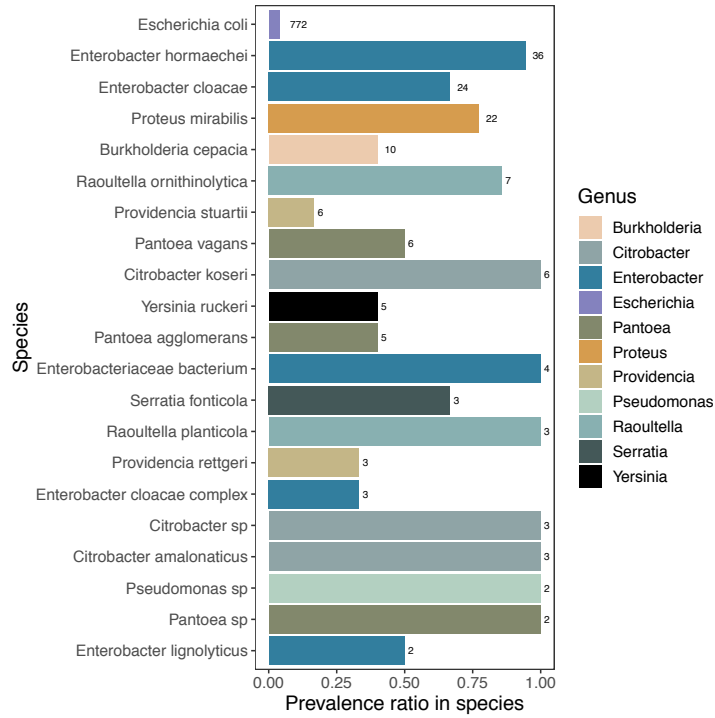 Escherichia coli 772
Enterobacter hormaechei 36
Enterobacter cloacae 24
Proteus mirabilis 22
Burkholderia cepacia 10
Raoultella ornithinolytica 7
Providencia stuartii 6
Pantoea vagans 6
Citrobacter koseri 6
Yersinia ruckeri 5
Pantoea agglomerans 5
Enterobacteriaceae bacterium 4
Serratia fonticola 3
Raoultella planticola 3
Providencia rettgeri 3
Enterobacter cloacae complex 3
Citrobacter sp 3
Citrobacter amalonaticus 3
Pseudomonas sp 2
Pantoea sp 2
Enterobacter lignolyticus 2
Species
0.00 0.25 0.50 0.75 1.00
Prevalence ratio in species
Genus
Burkholderia
Citrobacter
Enterobacter
Escherichia
Pantoea
Proteus
Providencia
Pseudomonas
Raoultella
Serratia
Yersinia